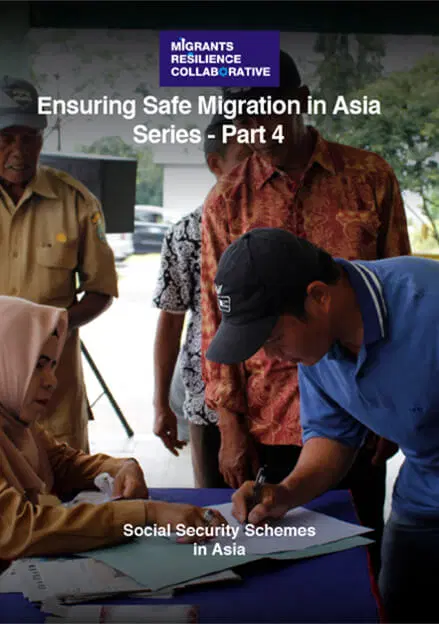 MIGRANTS
RESILIENCE
COLLABORATIVE
Ensuring Safe Migration in Asia
Series - Part 4
Social Security Schemes
in Asia